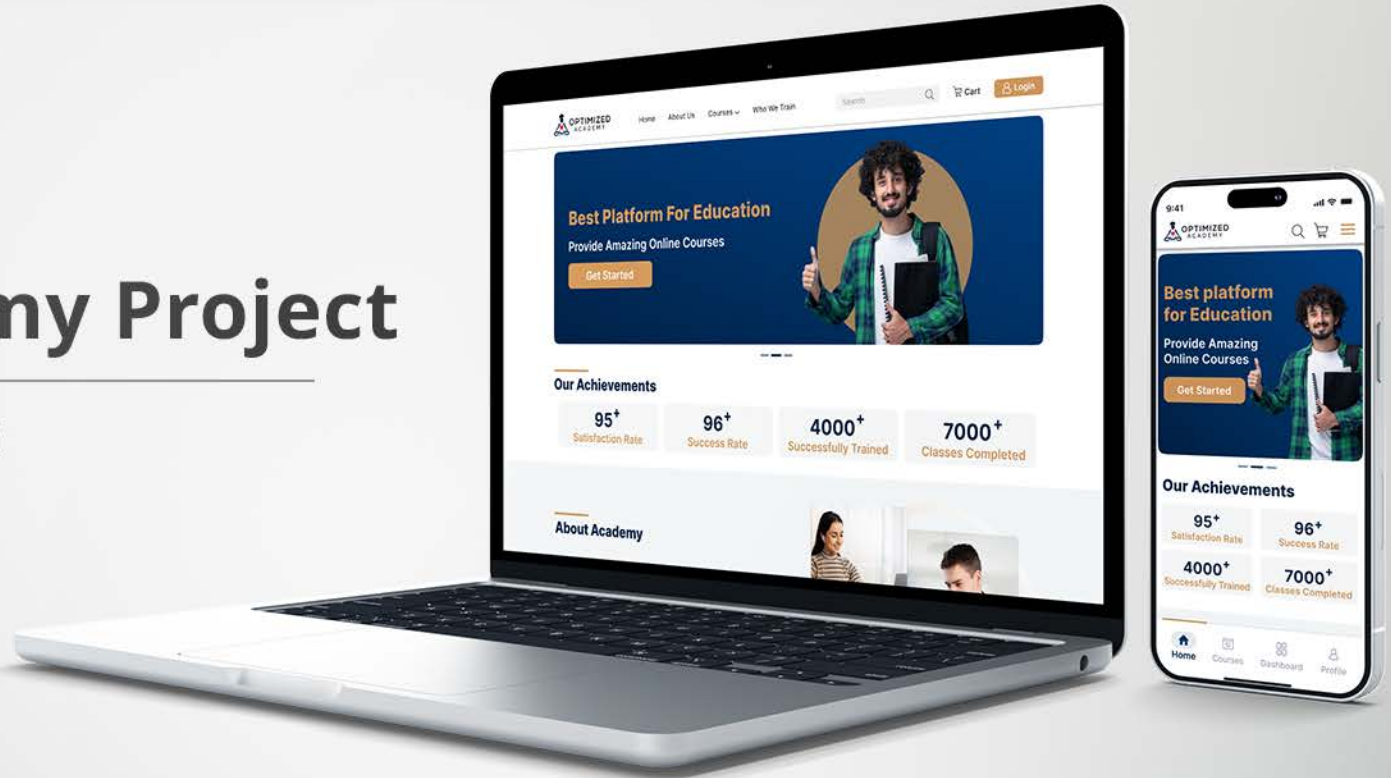 my Project
OPTIMIZED
ACADEMY
Home About Us Courses Who We Train Search Cart Login
Best Platform For Education
Provide Amazing Online Courses
Get Started
Our Achievements
95+ 96+ 4000+ 7000+
Satisfaction Rate Success Rate Successfully Trained Classes Completed
About Academy
9:41
OPTIMIZED
ACADEMY
Best platform
for Education
Provide Amazing
Online Courses
Get Started
Our Achievements
95+ 96+
Satisfaction Rate Success Rate
4000+ 7000+
Successfully Trained Classes Completed
Home Courses Dashboard Profile